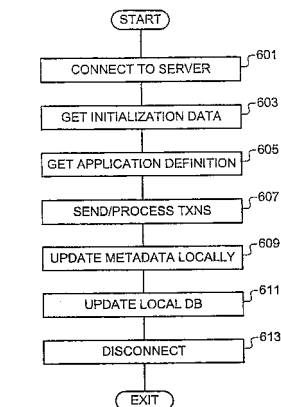 START
601
CONNECT TO SERVER
603
GET INITIALIZATION DATA
605
GET APPLICATION DEFINITION
607
SEND/PROCESS TXNS
609
UPDATE METADATA LOCALLY
611
UPDATE LOCAL DB
613
DISCONNECT
EXIT